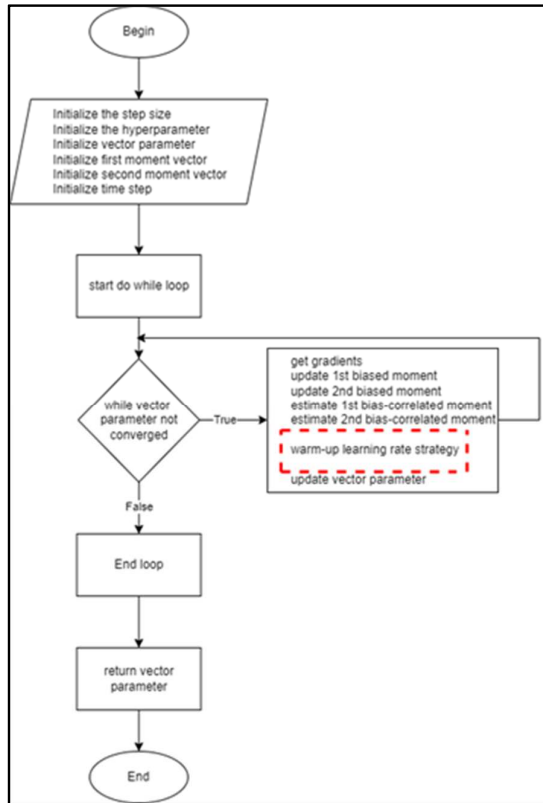 Begin
Initialize the step size
Initialize the hyperparameter
Initialize vector parameter
Initialize first moment vector
Initialize second moment vector
Initialize time step
start do while loop
while vector
parameter not
converged
True
get gradients
update 1st biased moment
update 2nd biased moment
estimate 1st bias-correlated moment
estimate 2nd bias-correlated moment
warm-up learning rate strategy
update vector parameter
False
End loop
return vector
parameter
End